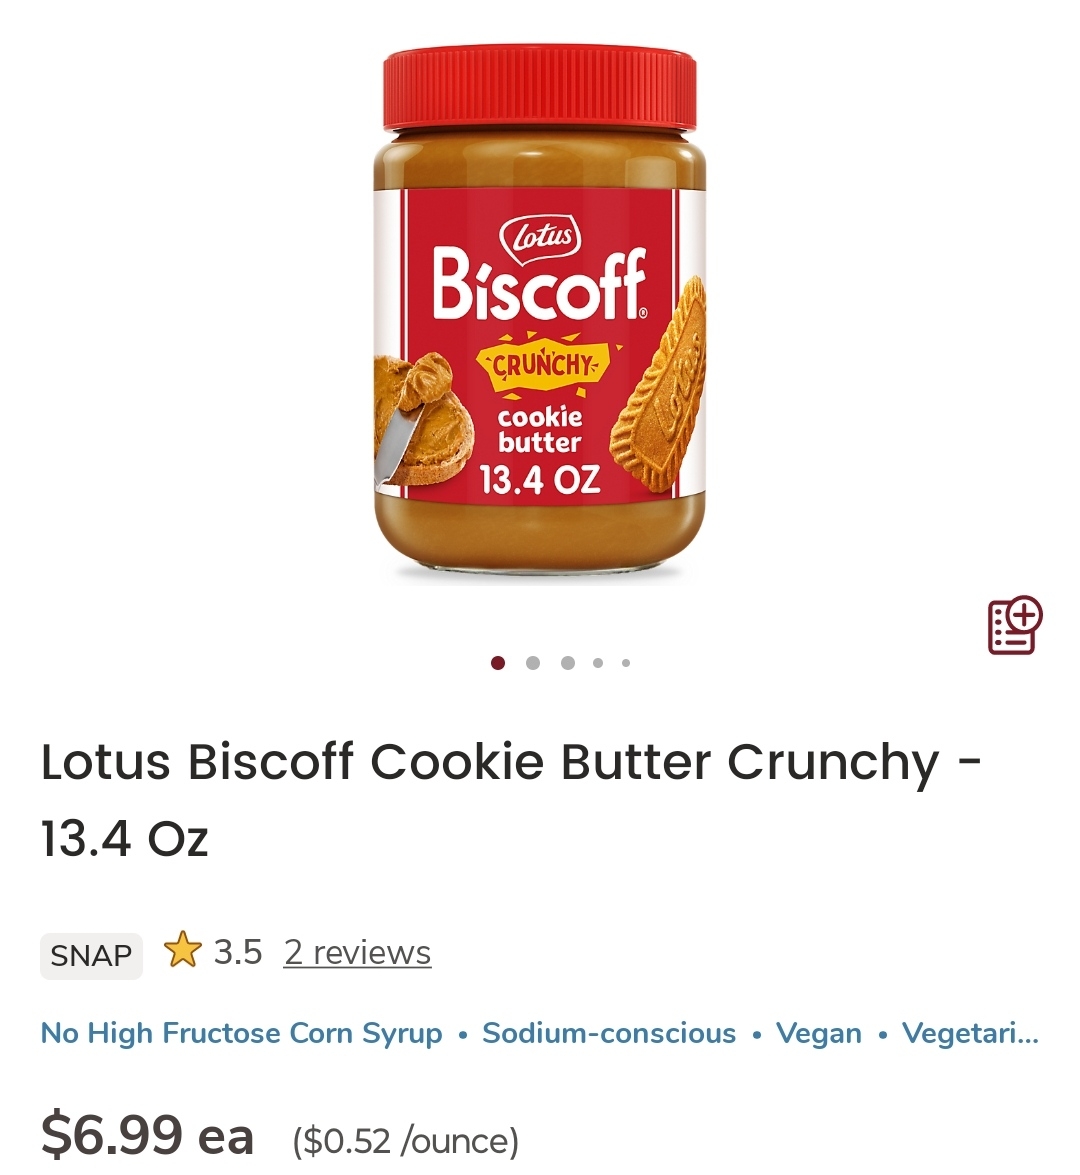 Lotus
Biscoff®
CRUNCHY
cookie
butter
13.4 OZ
Lotus
Lotus Biscoff Cookie Butter Crunchy -
13.4 Oz
SNAP 3.5 2 reviews
No High Fructose Corn Syrup • Sodium-conscious • Vegan • Vegetari...
$6.99 ea ($0.52 /ounce)